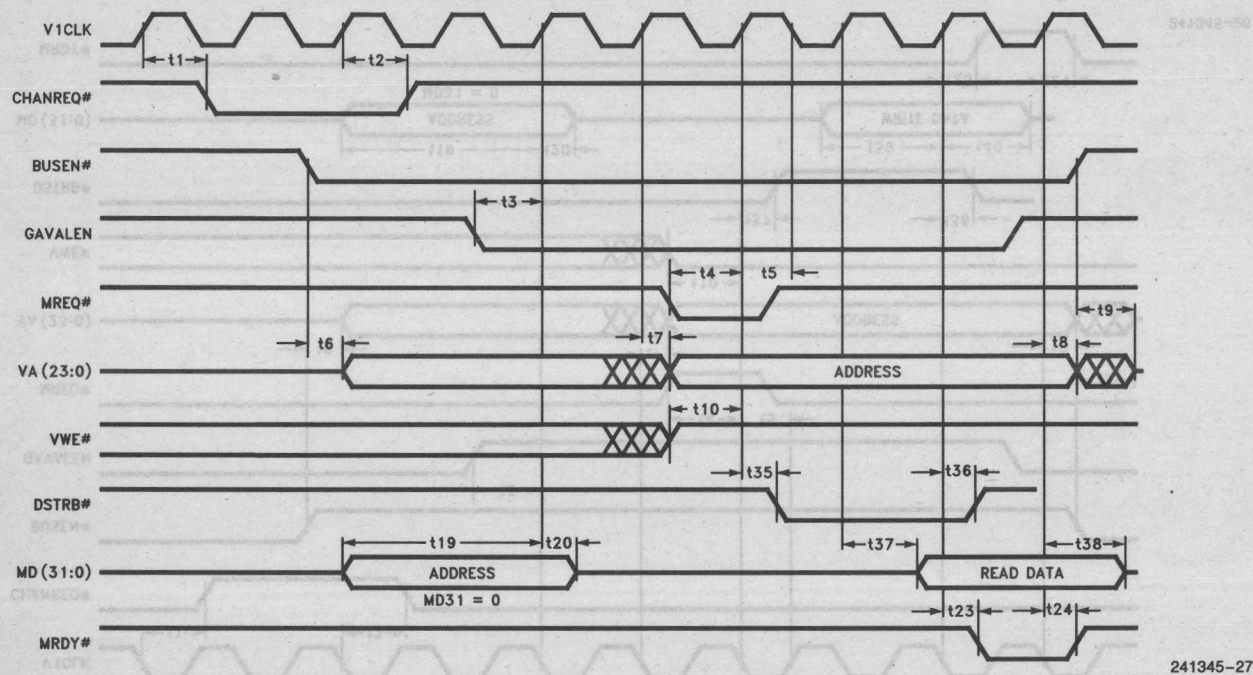 V1CLK
t1
t2
CHANREQ#
BUSEN#
t3
GAVALEN
t4
t5
MREQ#
t9
t6
t7
t8
VA (23:0)
ADDRESS
t10
VWE#
t35
t36
DSTRB#
t19
t20
t37
t38
MD (31:0)
ADDRESS
READ DATA
MD31 = 0
t23
t24
MRDY#
241345-27